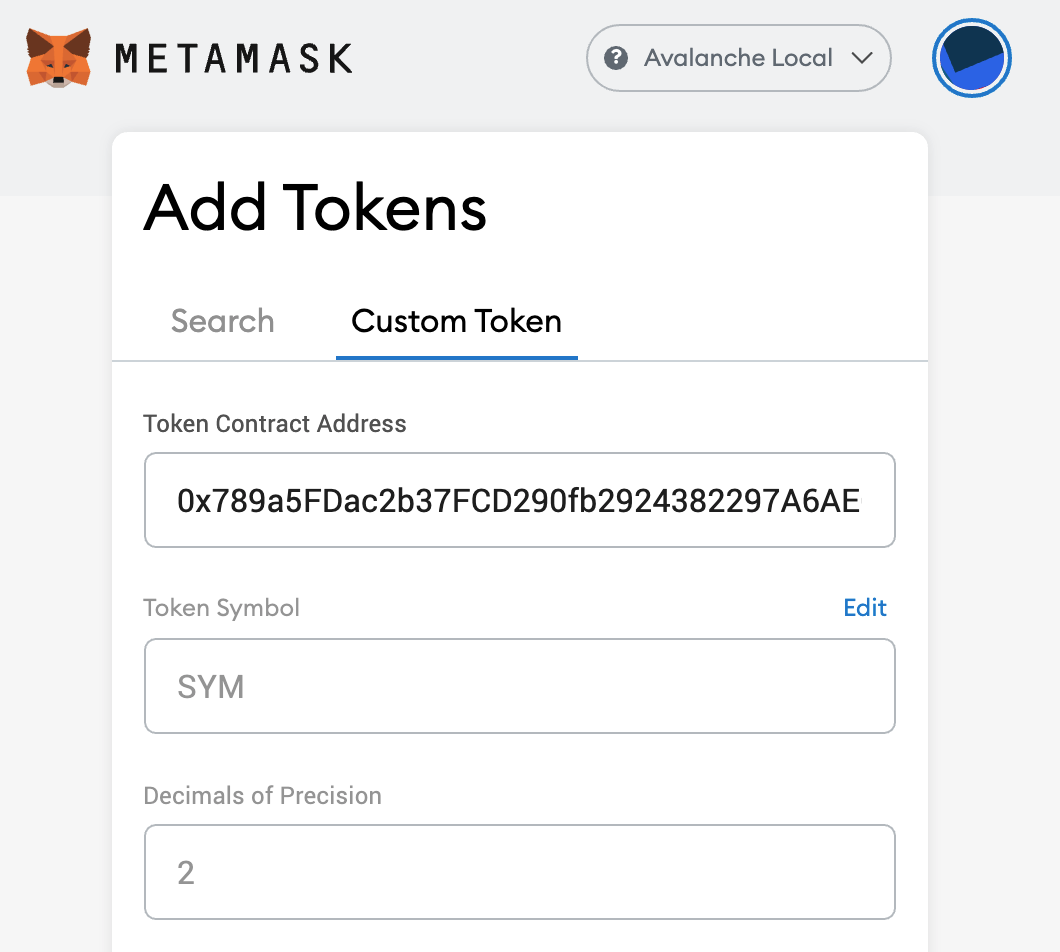 METAMASK
? Avalanche Local
Add Tokens
Search Custom Token
Token Contract Address
0x789a5FDac2b37FCD290fb2924382297A6AE
Token Symbol Edit
SYM
Decimals of Precision
2